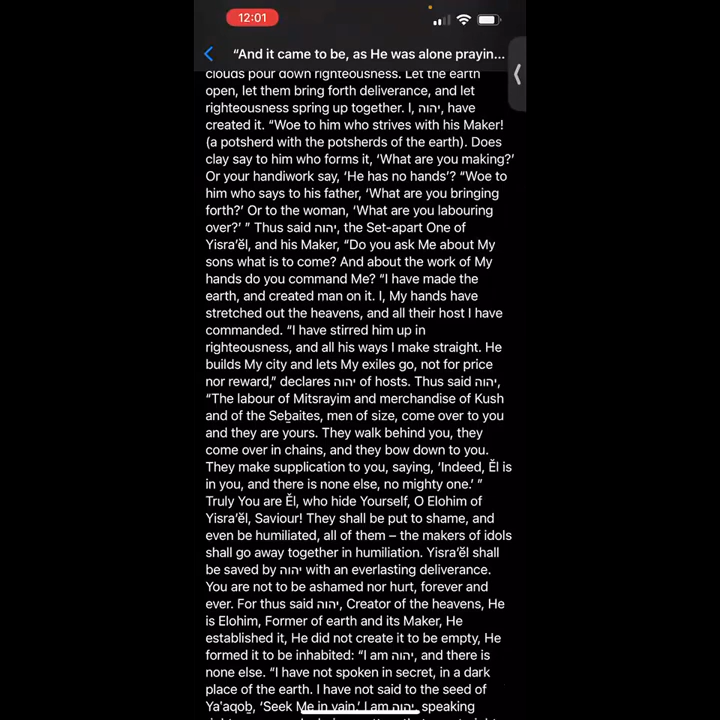 12:01
“And it came to be, as He was alone prayin...
clouds pour down righteousness. Let the earth
open, let them bring forth deliverance, and let
righteousness spring up together. I, יהוה, have
created it. “Woe to him who strives with his Maker!
(a potsherd with the potsherds of the earth). Does
clay say to him who forms it, ‘What are you making?’
Or your handiwork say, ‘He has no hands’? “Woe to
him who says to his father, ‘What are you bringing
forth?’ Or to the woman, ‘What are you labouring
over?’ ” Thus said יהוה, the Set-apart One of
Yisra’ĕl, and his Maker, “Do you ask Me about My
sons what is to come? And about the work of My
hands do you command Me? “I have made the
earth, and created man on it. I, My hands have
stretched out the heavens, and all their host I have
commanded. “I have stirred him up in
righteousness, and all his ways I make straight. He
builds My city and lets My exiles go, not for price
nor reward,” declares יהוה of hosts. Thus said יהוה,
“The labour of Mitsrayim and merchandise of Kush
and of the Seḇaites, men of size, come over to you
and they are yours. They walk behind you, they
come over in chains, and they bow down to you.
They make supplication to you, saying, ‘Indeed, Ĕl is
in you, and there is none else, no mighty one.’ ”
Truly You are Ĕl, who hide Yourself, O Elohim of
Yisra’ĕl, Saviour! They shall be put to shame, and
even be humiliated, all of them – the makers of idols
shall go away together in humiliation. Yisra’ĕl shall
be saved by יהוה with an everlasting deliverance.
You are not to be ashamed nor hurt, forever and
ever. For thus said יהוה, Creator of the heavens, He
is Elohim, Former of earth and its Maker, He
established it, He did not create it to be empty, He
formed it to be inhabited: “I am יהוה, and there is
none else. “I have not spoken in secret, in a dark
place of the earth. I have not said to the seed of
Ya‛aqoḇ, ‘Seek Me in vain.’ I am יהוה, speaking